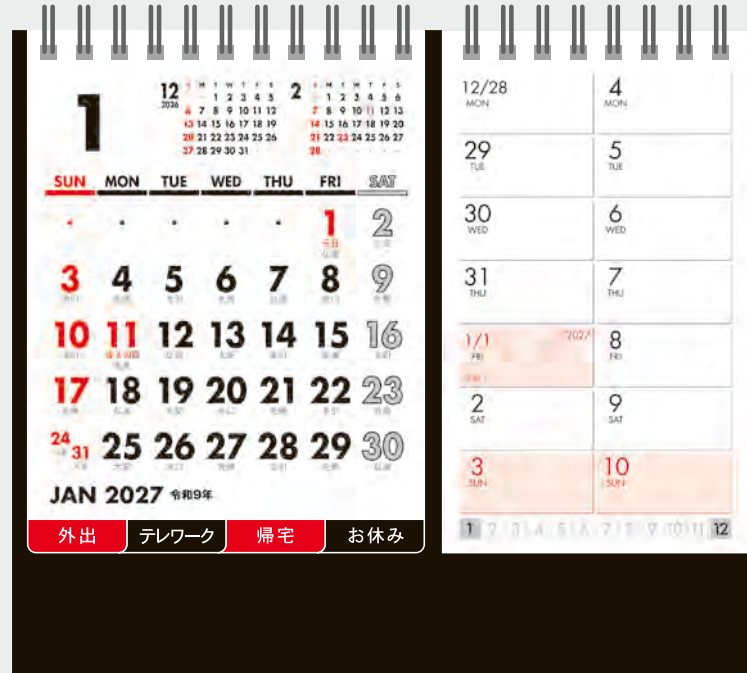 1
12
2026
S M T W T F S
1 2 3 4 5
6 7 8 9 10 11 12
13 14 15 16 17 18 19
20 21 22 23 24 25 26
27 28 29 30 31
2
S M T W T F S
1 2 3 4 5 6
7 8 9 10 11 12 13
14 15 16 17 18 19 20
21 22 23 24 25 26 27
28
SUN MON TUE WED THU FRI SAT
1 2
元日
3 4 5 6 7 8 9
10 11 12 13 14 15 16
成人の日
17 18 19 20 21 22 23
24 31 25 26 27 28 29 30
JAN 2027 令和9年
外出 テレワーク 帰宅 お休み
12/28
MON
29
TUE
30
WED
31
THU
1/1 2027
FRI
2
SAT
3
SUN
4
MON
5
TUE
6
WED
7
THU
8
FRI
9
SAT
10
SUN
1 2 3 4 5 6 7 8 9 10 11 12